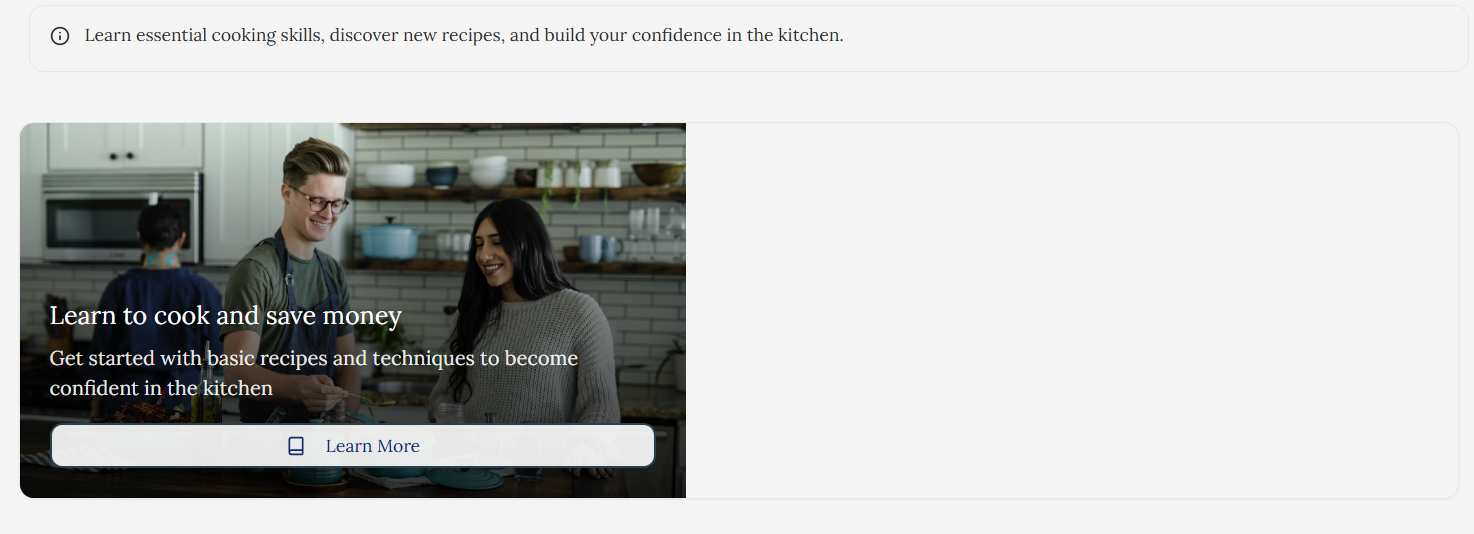 Learn essential cooking skills, discover new recipes, and build your confidence in the kitchen.
Learn to cook and save money
Get started with basic recipes and techniques to become
confident in the kitchen
Learn More